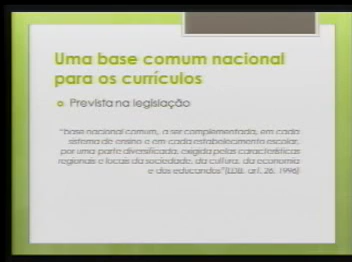 Uma base comum nacional
para os currículos
Prevista na legislação
"base nacional comum, a ser complementada, em cada
sistema de ensino e em cada estabelecimento escolar,
por uma parte diversificada, exigida pelas características
regionais e locais da sociedade, da cultura, da economia
e dos educandos"(LDB, art. 26, 1996)